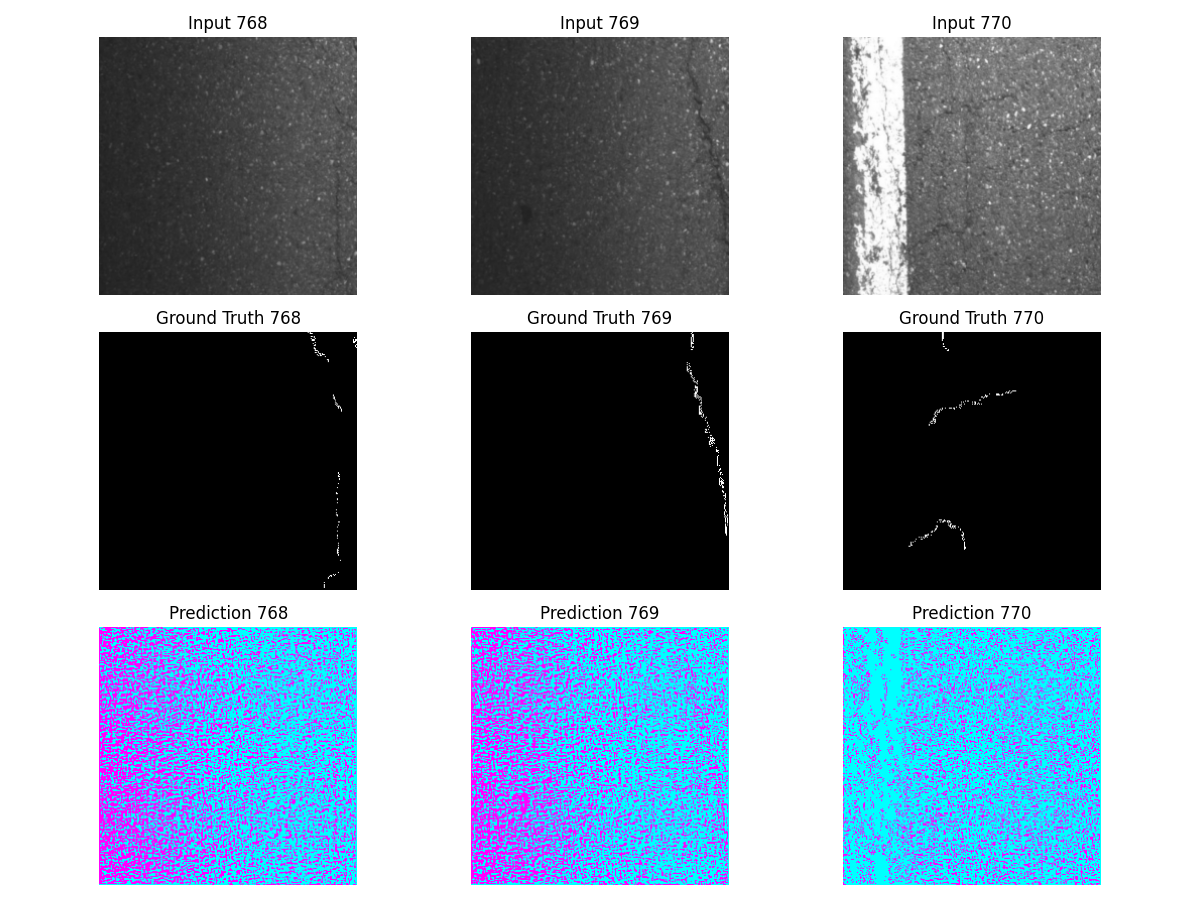 Input 768
Input 769
Input 770
Ground Truth 768
Ground Truth 769
Ground Truth 770
Prediction 768
Prediction 769
Prediction 770